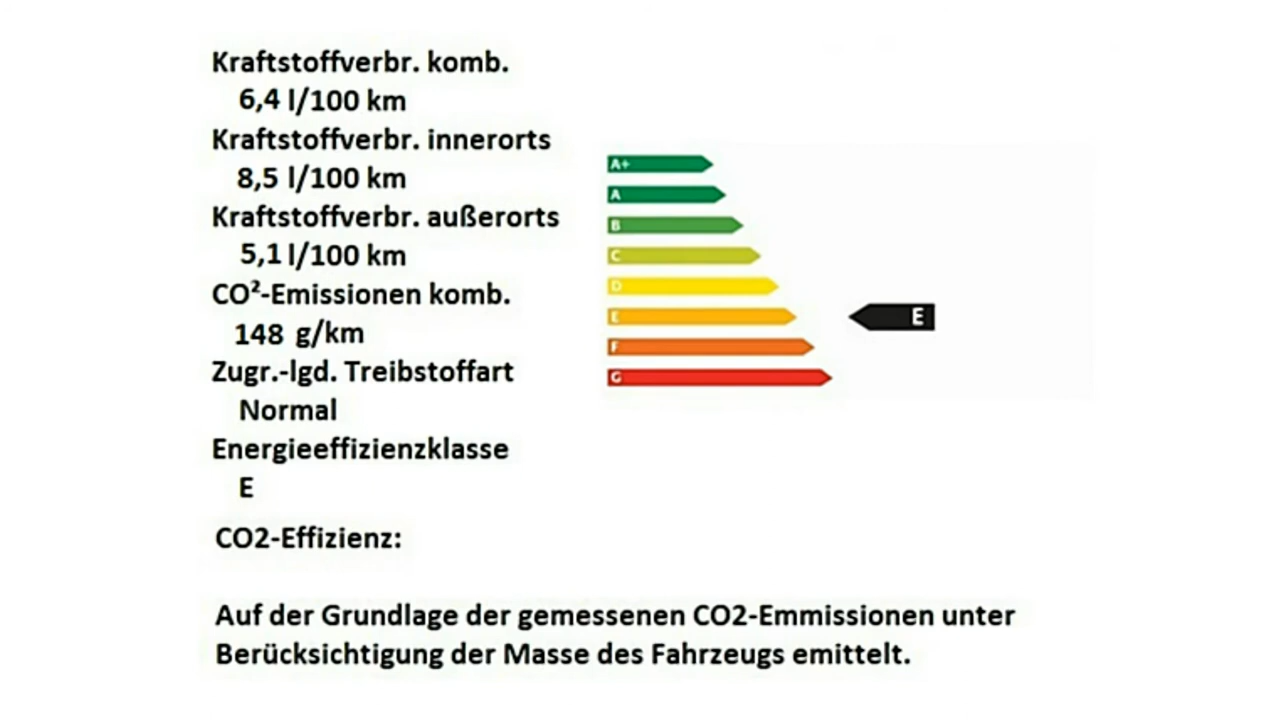 Kraftstoffverbr. komb.
6,4 l/100 km
Kraftstoffverbr. innerorts
8,5 l/100 km
Kraftstoffverbr. außerorts
5,1 l/100 km
CO²-Emissionen komb.
148 g/km
Zugr.-lgd. Treibstoffart
Normal
Energieeffizienzklasse
E
A+
A
B
C
D
E
E
F
G
CO2-Effizienz:
Auf der Grundlage der gemessenen CO2-Emmissionen unter
Berücksichtigung der Masse des Fahrzeugs emittelt.